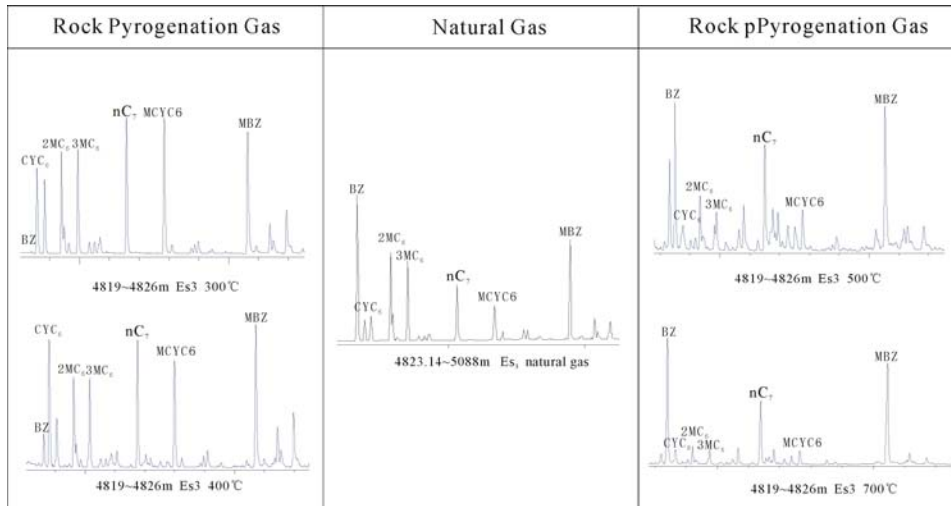 Rock Pyrogenation Gas
Natural Gas
Rock pPyrogenation Gas
BZ
CYC₆
2MC₆
3MC₆
nC₇
MCYC6
MBZ
4819~4826m Es3 300℃
BZ
CYC₆
2MC₆
3MC₆
nC₇
MCYC6
MBZ
4819~4826m Es3 400℃
BZ
CYC₆
2MC₆
3MC₆
nC₇
MCYC6
MBZ
4823.14~5088m Es₃ natural gas
BZ
CYC₆
2MC₆
3MC₆
nC₇
MCYC6
MBZ
4819~4826m Es3 500℃
BZ
CYC₆
2MC₆
3MC₆
nC₇
MCYC6
MBZ
4819~4826m Es3 700℃